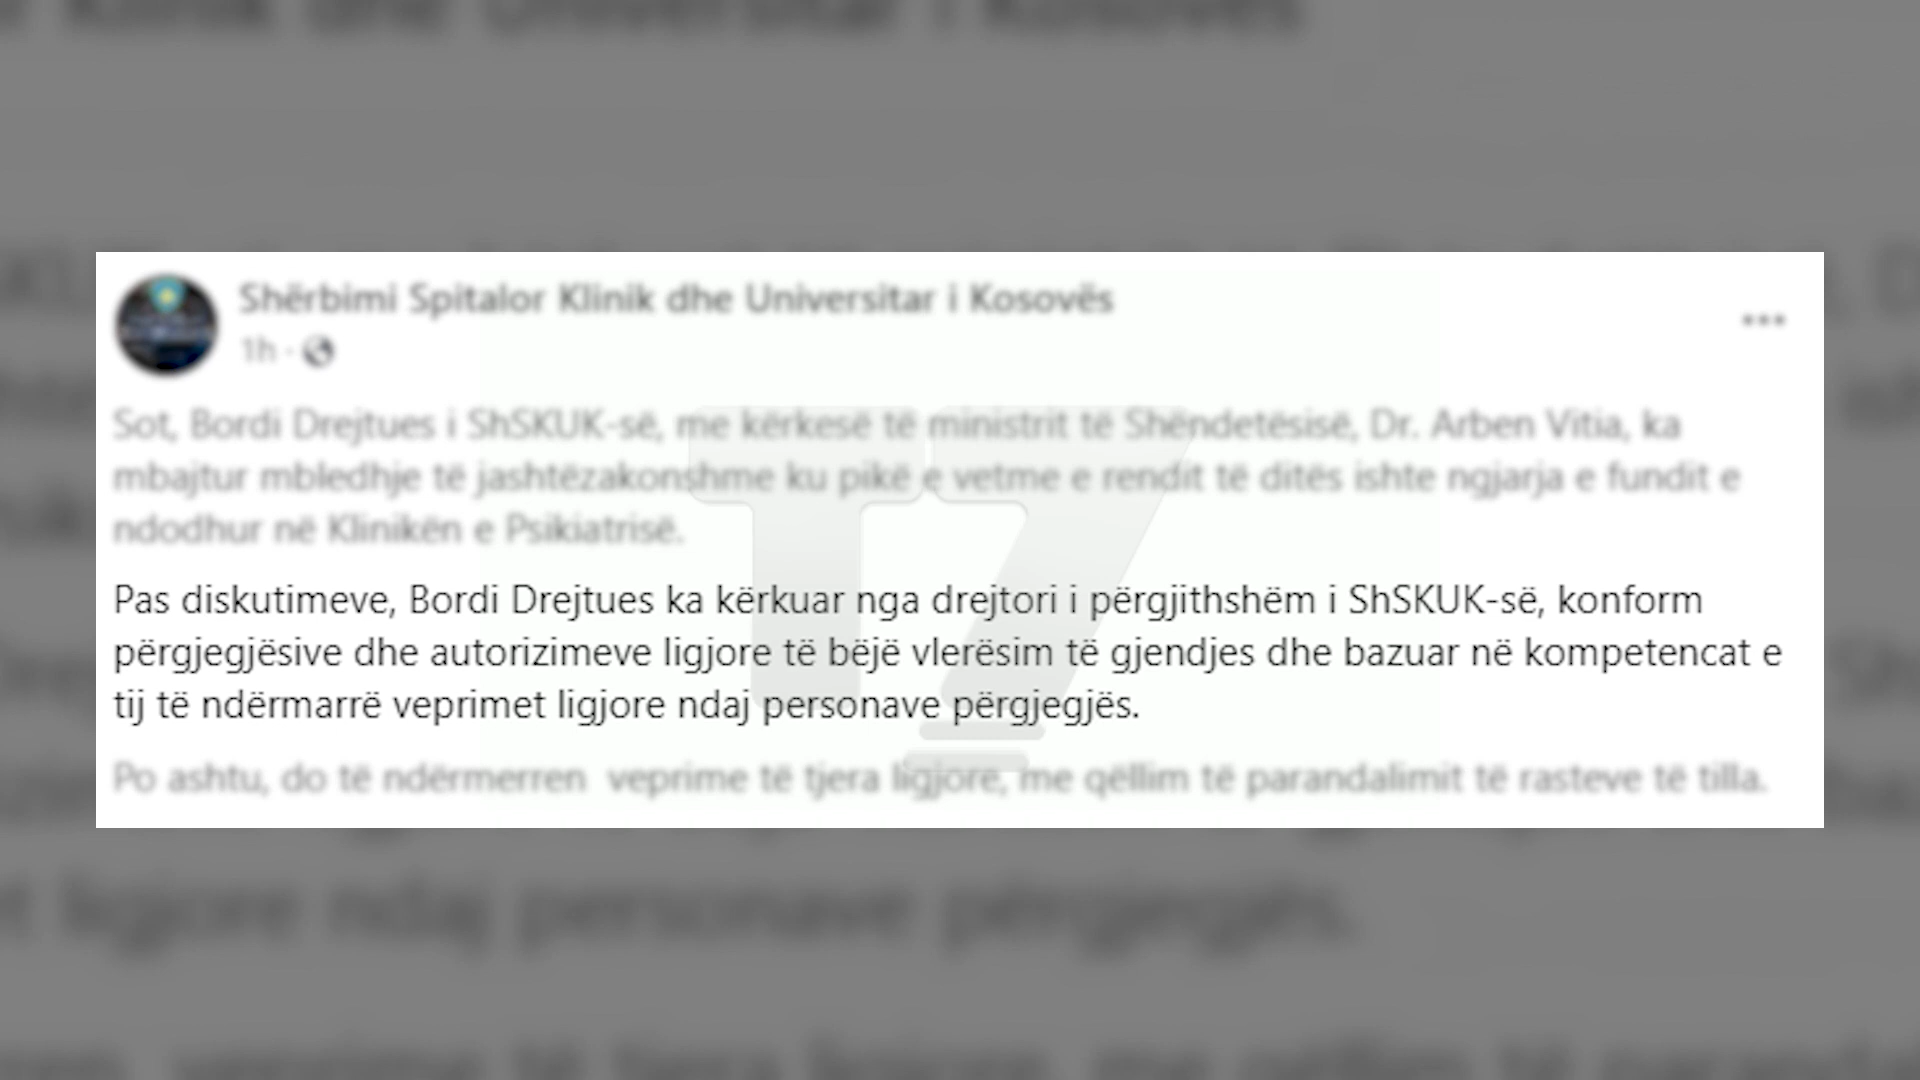 Shërbimi Spitalor Klinik dhe Universitar i Kosovës
1h ·
Sot, Bordi Drejtues i ShSKUK-së, me kërkesë të ministrit të Shëndetësisë, Dr. Arben Vitia, ka
mbajtur mbledhje të jashtëzakonshme ku pikë e vetme e rendit të ditës ishte ngjarja e fundit e
ndodhur në Klinikën e Psikiatrisë.
Pas diskutimeve, Bordi Drejtues ka kërkuar nga drejtori i përgjithshëm i ShSKUK-së, konform
përgjegjësive dhe autorizimeve ligjore të bëjë vlerësim të gjendjes dhe bazuar në kompetencat e
tij të ndërmarrë veprimet ligjore ndaj personave përgjegjës.
Po ashtu, do të ndërmerren veprime të tjera ligjore, me qëllim të parandalimit të rasteve të tilla.
T7